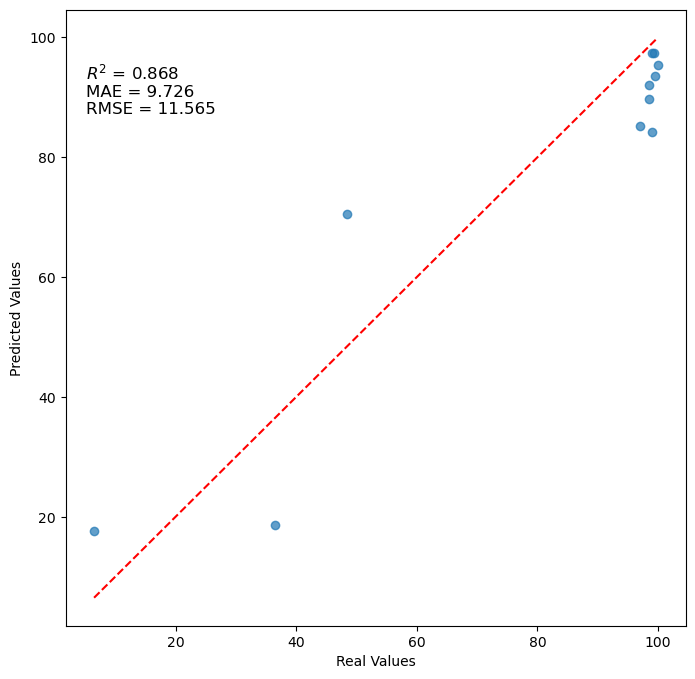 100
80
60
40
20
Predicted Values
R² = 0.868
MAE = 9.726
RMSE = 11.565
20 40 60 80 100
Real Values